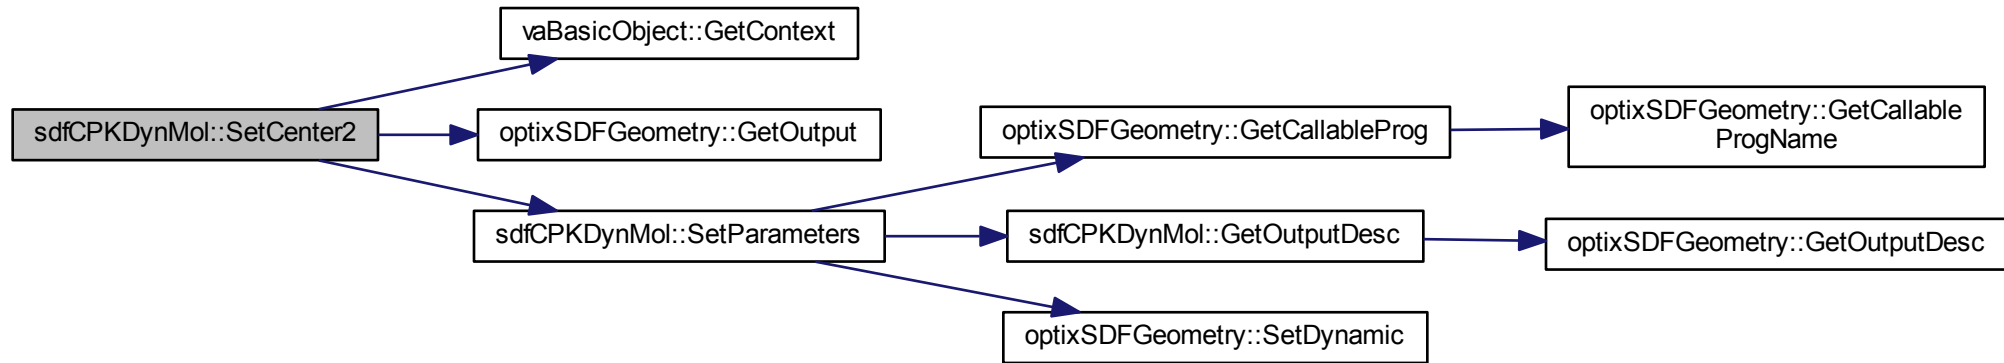 vaBasicObject::GetContext
sdfCPKDynMol::SetCenter2
optixSDFGeometry::GetOutput
sdfCPKDynMol::SetParameters
optixSDFGeometry::GetCallableProg
optixSDFGeometry::GetCallable
ProgName
sdfCPKDynMol::GetOutputDesc
optixSDFGeometry::GetOutputDesc
optixSDFGeometry::SetDynamic